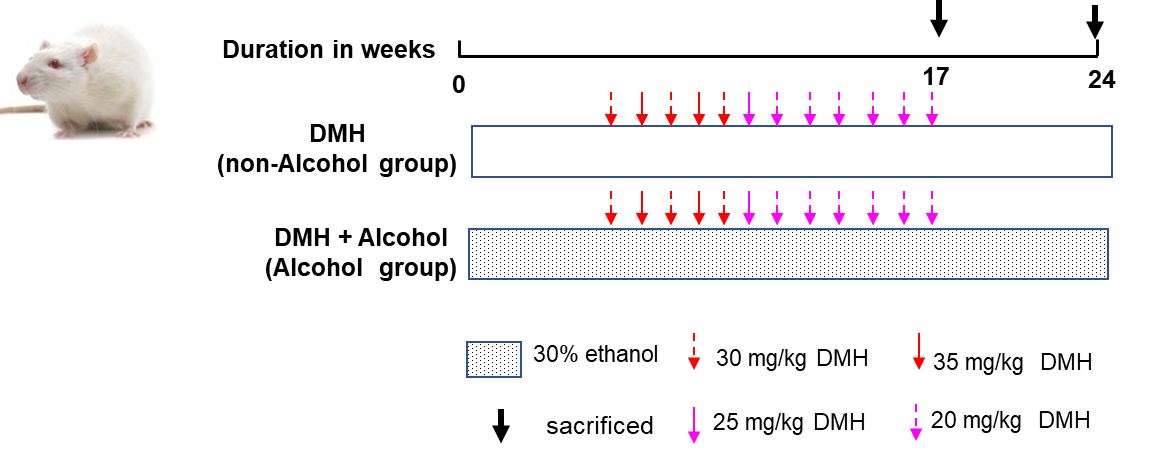 Duration in weeks
0
17
24
DMH
(non-Alcohol group)
DMH + Alcohol
(Alcohol group)
30% ethanol
30 mg/kg DMH
35 mg/kg DMH
sacrificed
25 mg/kg DMH
20 mg/kg DMH